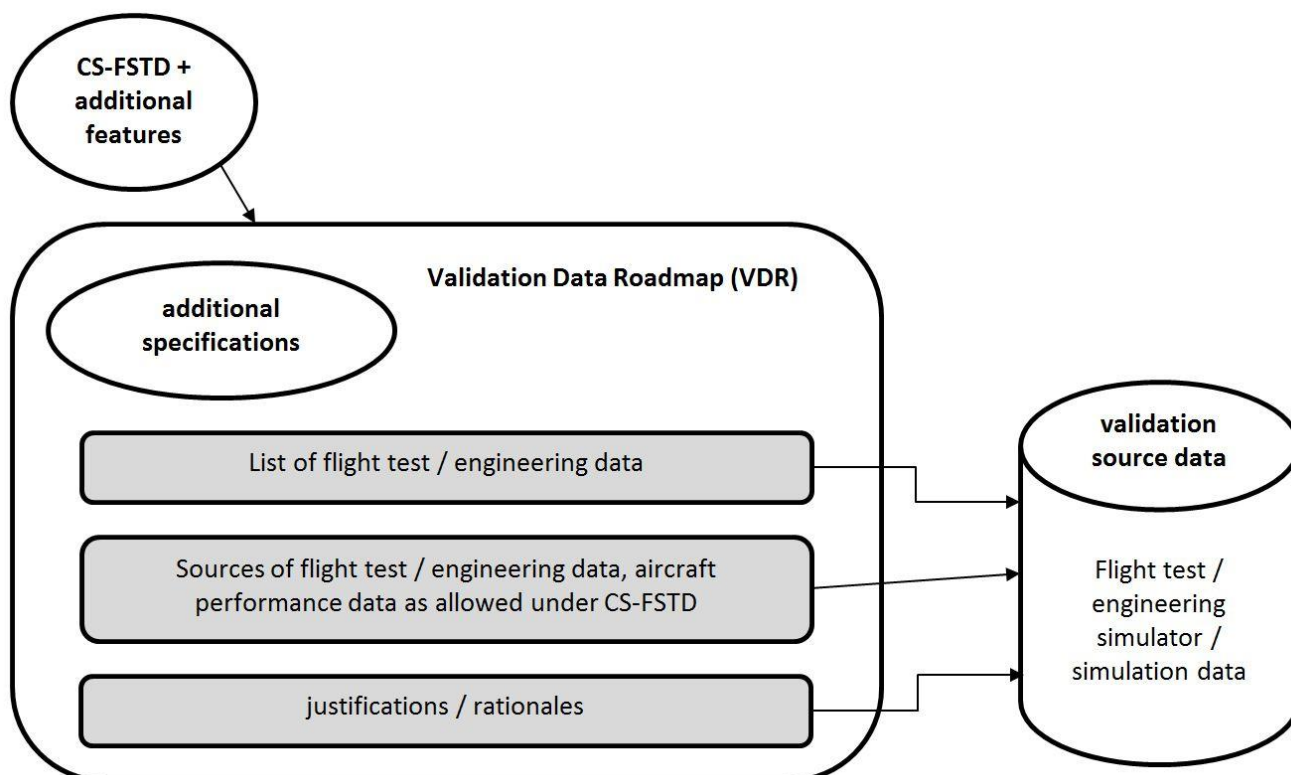 CS-FSTD +
additional
features
Validation Data Roadmap (VDR)
additional
specifications
List of flight test / engineering data
Sources of flight test / engineering data, aircraft
performance data as allowed under CS-FSTD
justifications / rationales
validation
source data
Flight test /
engineering
simulator /
simulation data